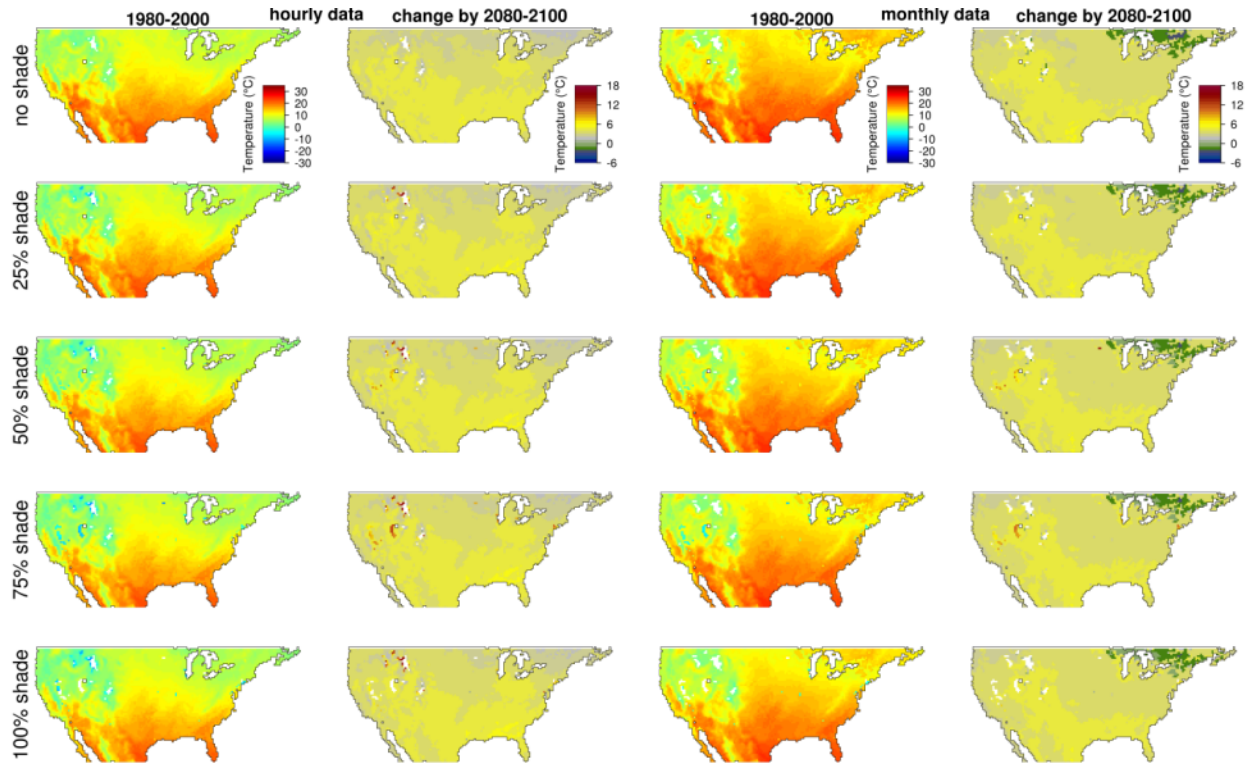 hourly data
monthly data
1980-2000
change by 2080-2100
1980-2000
change by 2080-2100
no shade
Temperature (°C)
30
20
10
0
-10
-20
-30
Temperature (°C)
18
12
6
0
-6
Temperature (°C)
30
20
10
0
-10
-20
-30
Temperature (°C)
18
12
6
0
-6
25% shade
50% shade
75% shade
100% shade